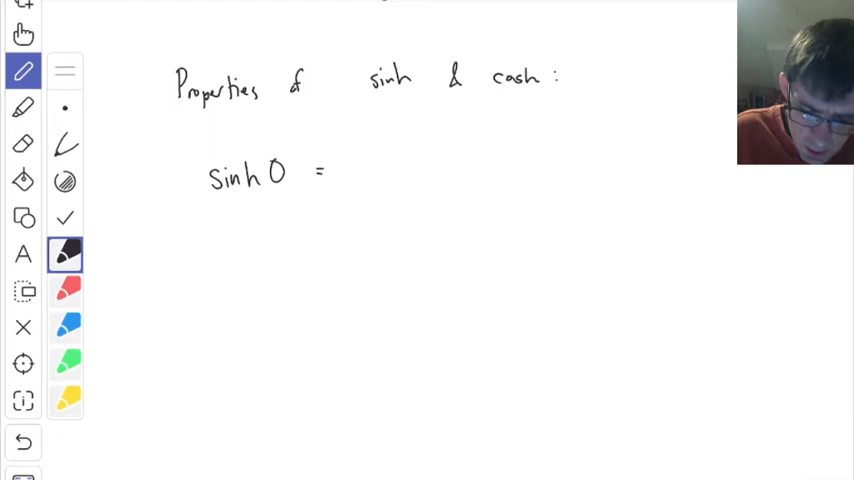 Properties of sinh & cosh :
sinh 0 =